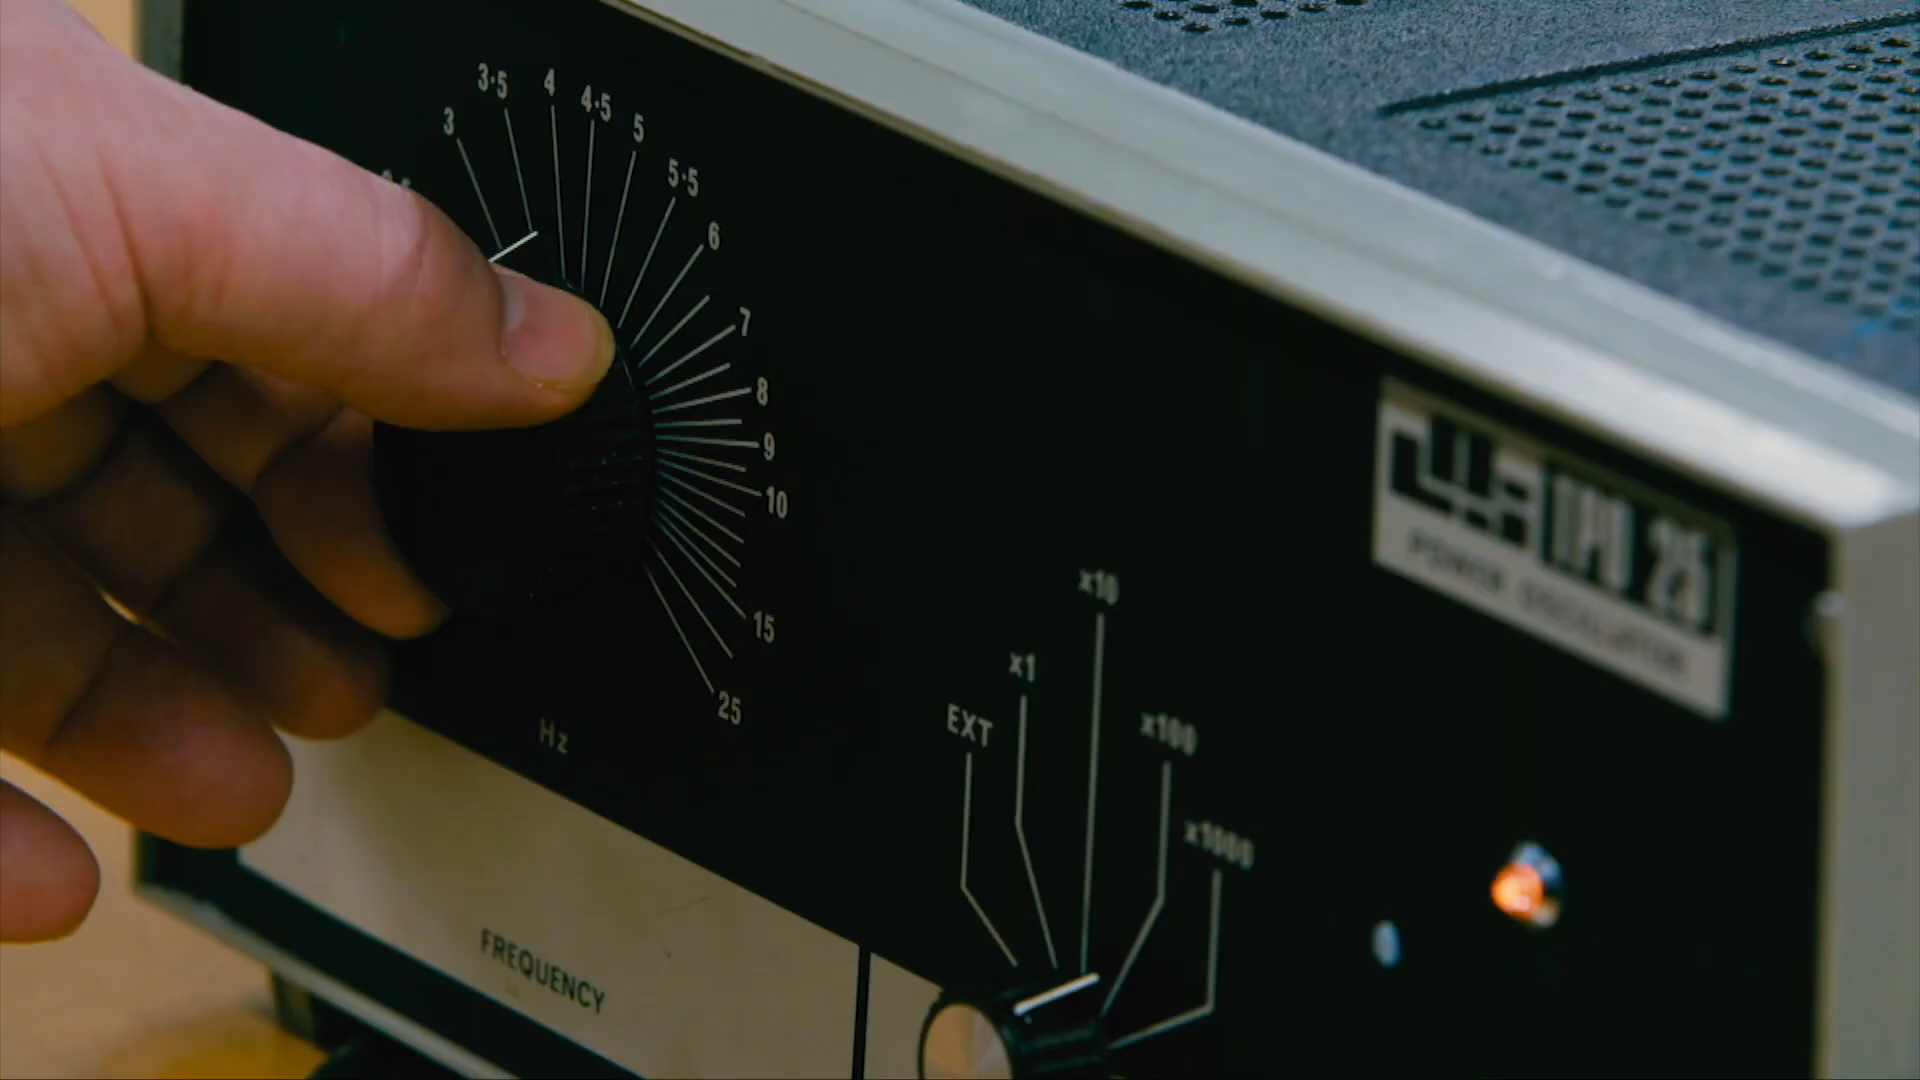 3
3·5
4
4·5
5
5·5
6
7
8
9
10
15
25
Hz
FREQUENCY
EXT
x1
x10
x100
x1000
TPO 25
POWER OSCILLATOR